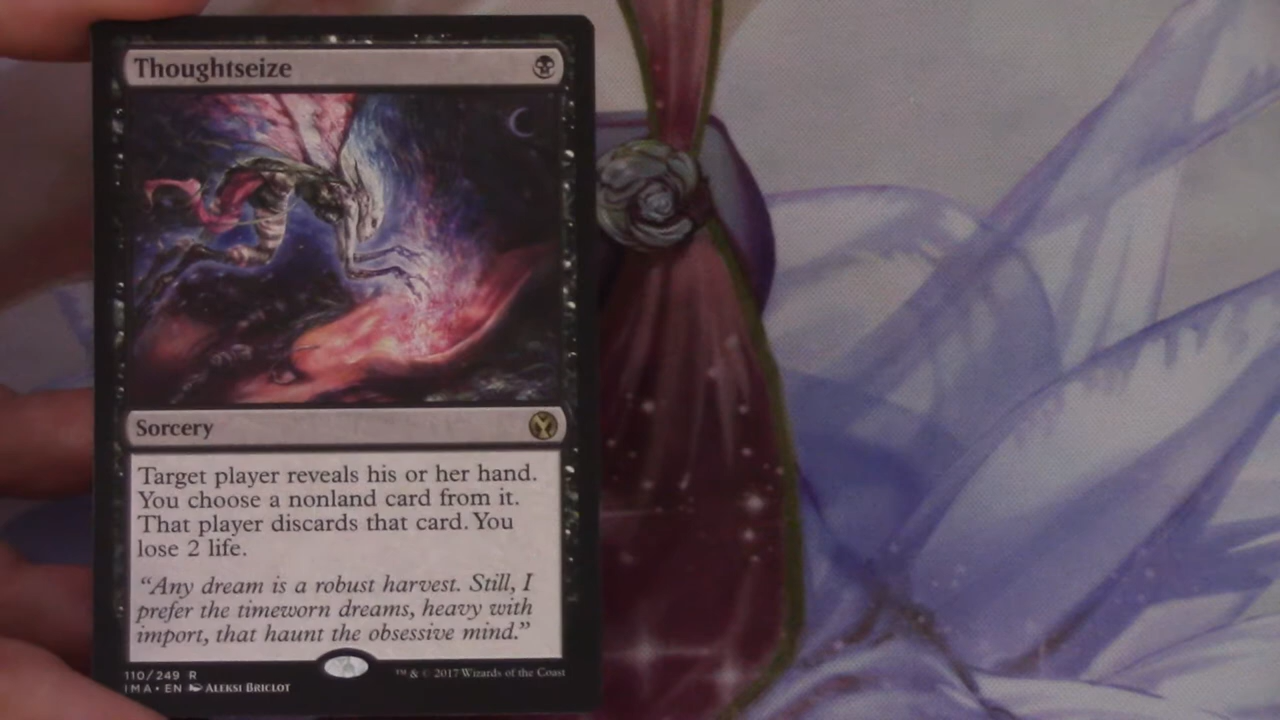 Thoughtseize
Sorcery
Target player reveals his or her hand.
You choose a nonland card from it.
That player discards that card. You
lose 2 life.
“Any dream is a robust harvest. Still, I
prefer the timeworn dreams, heavy with
import, that haunt the obsessive mind.”
110/249 R
™ & © 2017 Wizards of the Coast
IMA • EN ALEKSI BRICLOT